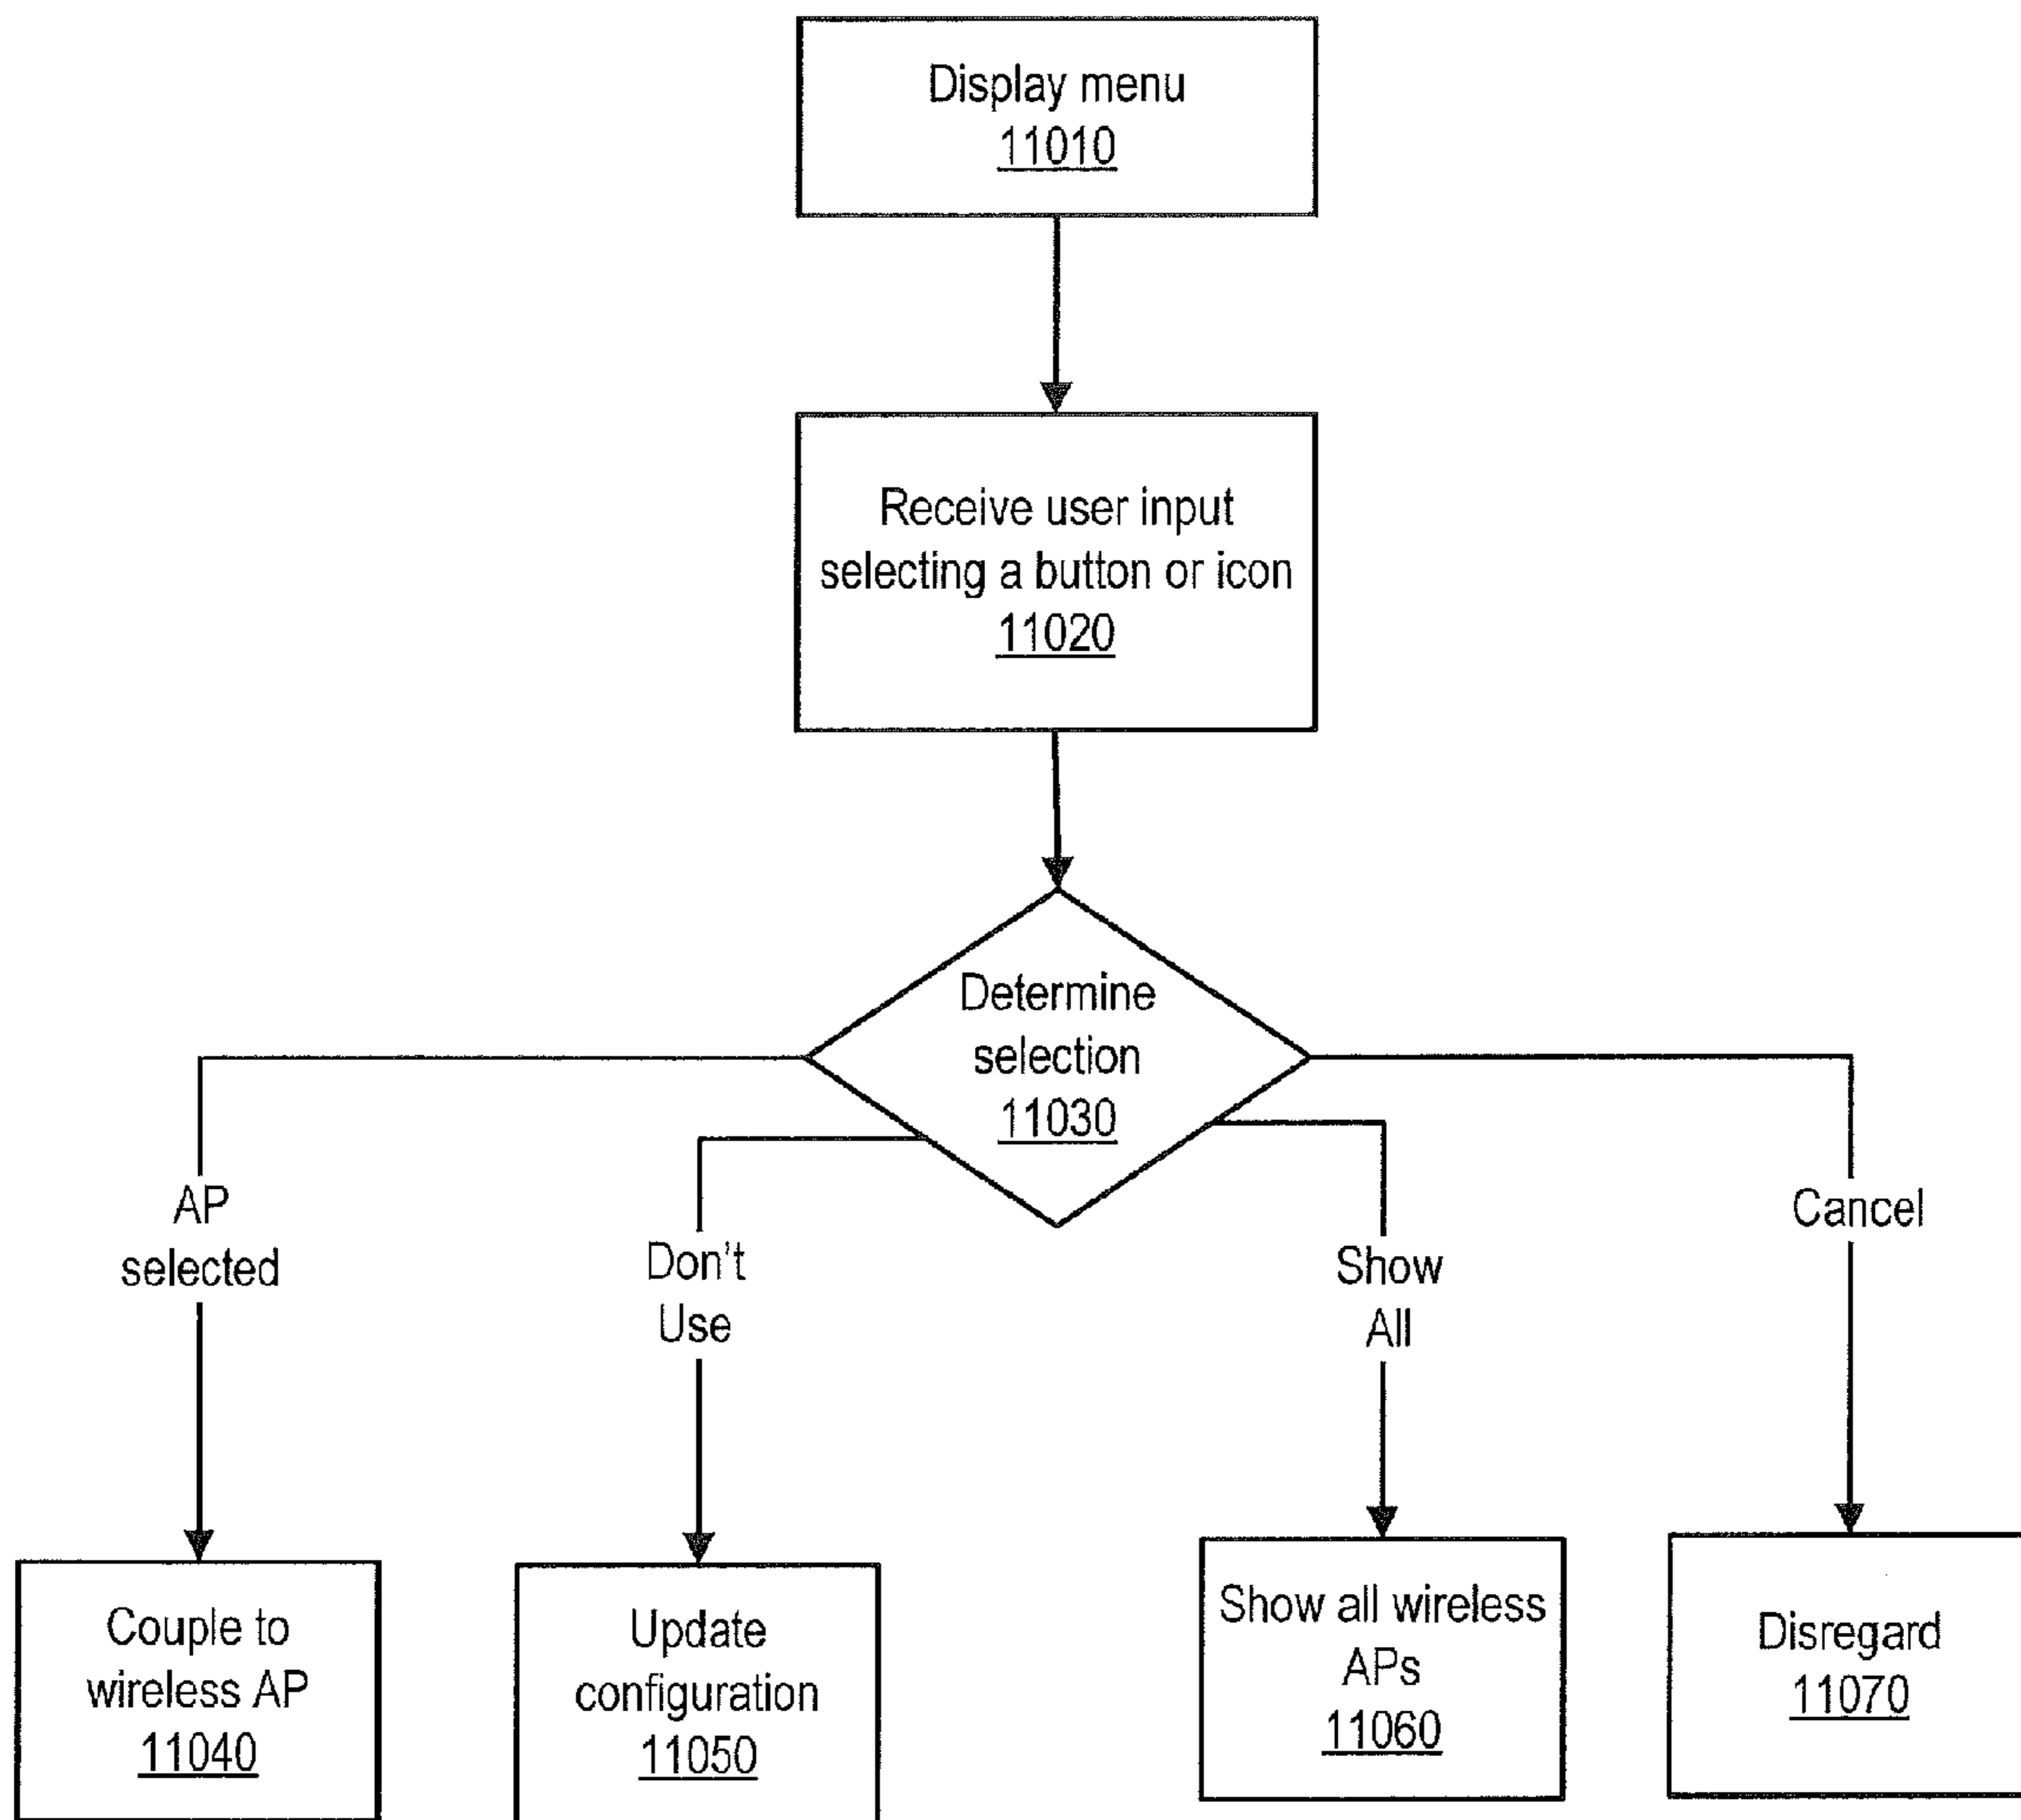 Display menu
11010
Receive user input
selecting a button or icon
11020
Determine
selection
11030
AP
selected
Don't
Use
Show
All
Cancel
Couple to
wireless AP
11040
Update
configuration
11050
Show all wireless
APs
11060
Disregard
11070